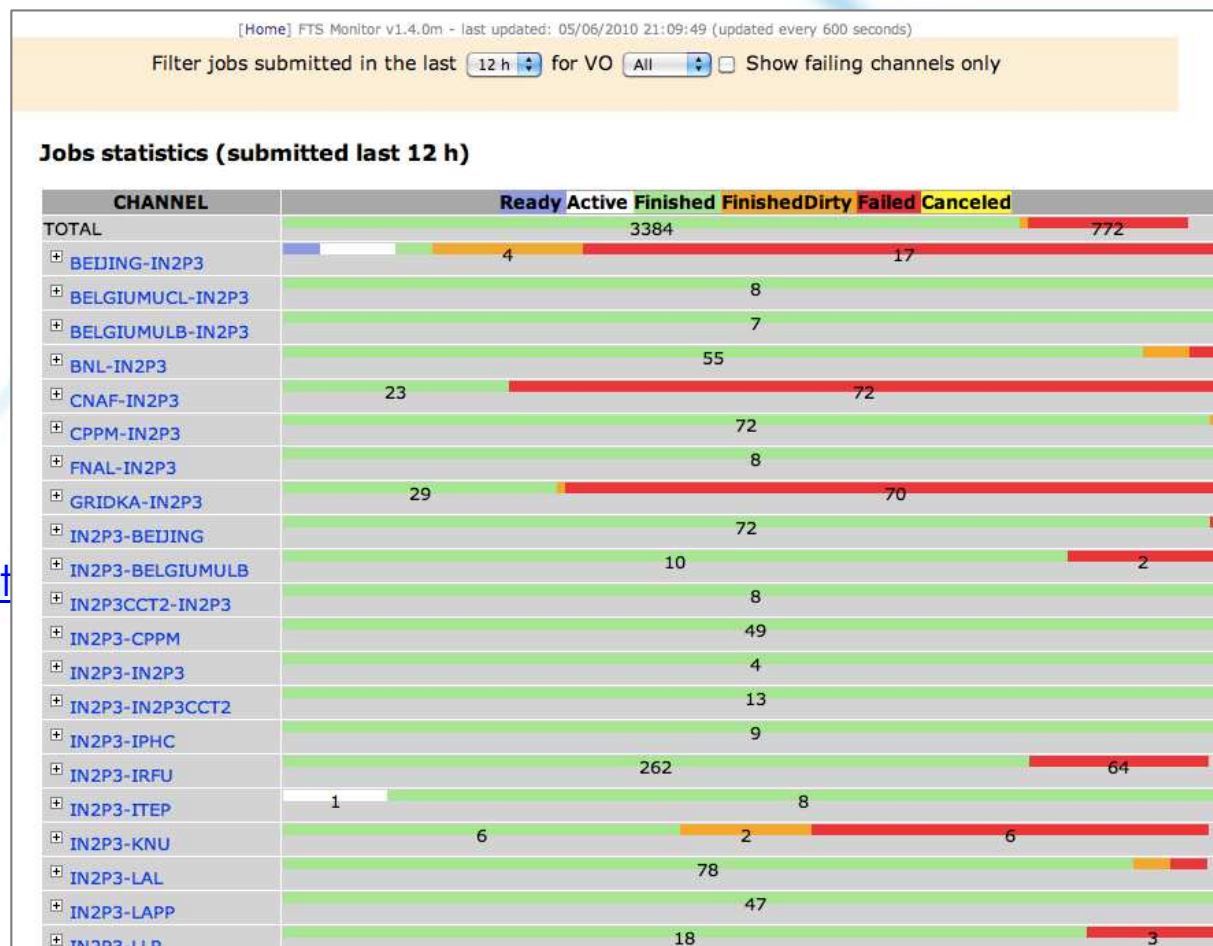 [Home] FTS Monitor v1.4.0m - last updated: 05/06/2010 21:09:49 (updated every 600 seconds)
Filter jobs submitted in the last 12 h for VO All Show failing channels only
Jobs statistics (submitted last 12 h)
CHANNEL Ready Active Finished FinishedDirty Failed Canceled
TOTAL 3384 772
BEIJING-IN2P3 4 17
BELGIUMUCL-IN2P3 8
BELGIUMULB-IN2P3 7
BNL-IN2P3 55
CNAF-IN2P3 23 72
CPPM-IN2P3 72
FNAL-IN2P3 8
GRIDKA-IN2P3 29 70
IN2P3-BEIJING 72
IN2P3-BELGIUMULB 10 2
IN2P3CCT2-IN2P3 8
IN2P3-CPPM 49
IN2P3-IN2P3 4
IN2P3-IN2P3CCT2 13
IN2P3-IPHC 9
IN2P3-IRFU 262 64
IN2P3-ITEP 1 8
IN2P3-KNU 6 2 6
IN2P3-LAL 78
IN2P3-LAPP 47
18 3